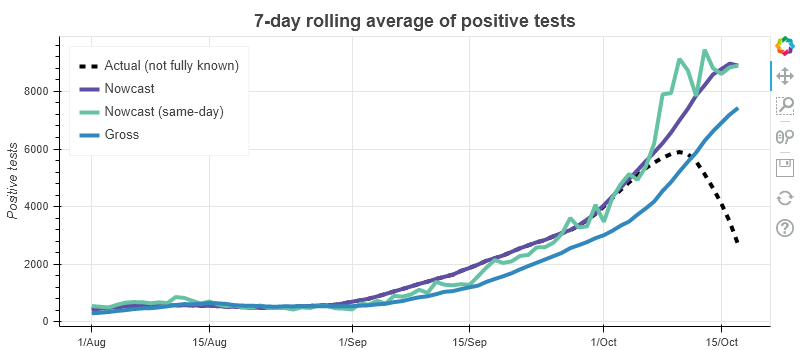 7-day rolling average of positive tests
Actual (not fully known)
Nowcast
Nowcast (same-day)
Gross
Positive tests
8000
6000
4000
2000
0
1/Aug 15/Aug 1/Sep 15/Sep 1/Oct 15/Oct